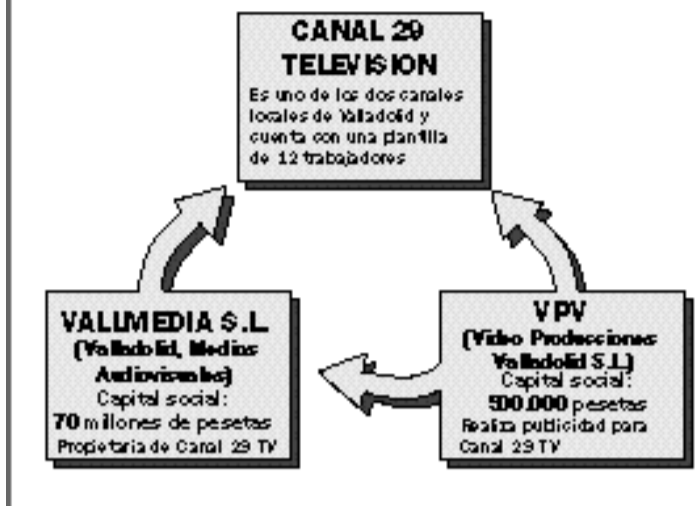 CANAL 29
TELEVISION
Es uno de los dos canales
locales de Valladolid y
cuenta con una plantilla
de 12 trabajadores
VALLMEDIA S.L.
(Valladolid, Medios
Audiovisuales)
Capital social:
70 millones de pesetas
Propietaria de Canal 29 TV
VPV
(Video Producciones
Valladolid S.L)
Capital social:
500.000 pesetas
Realiza publicidad para
Canal 29 TV